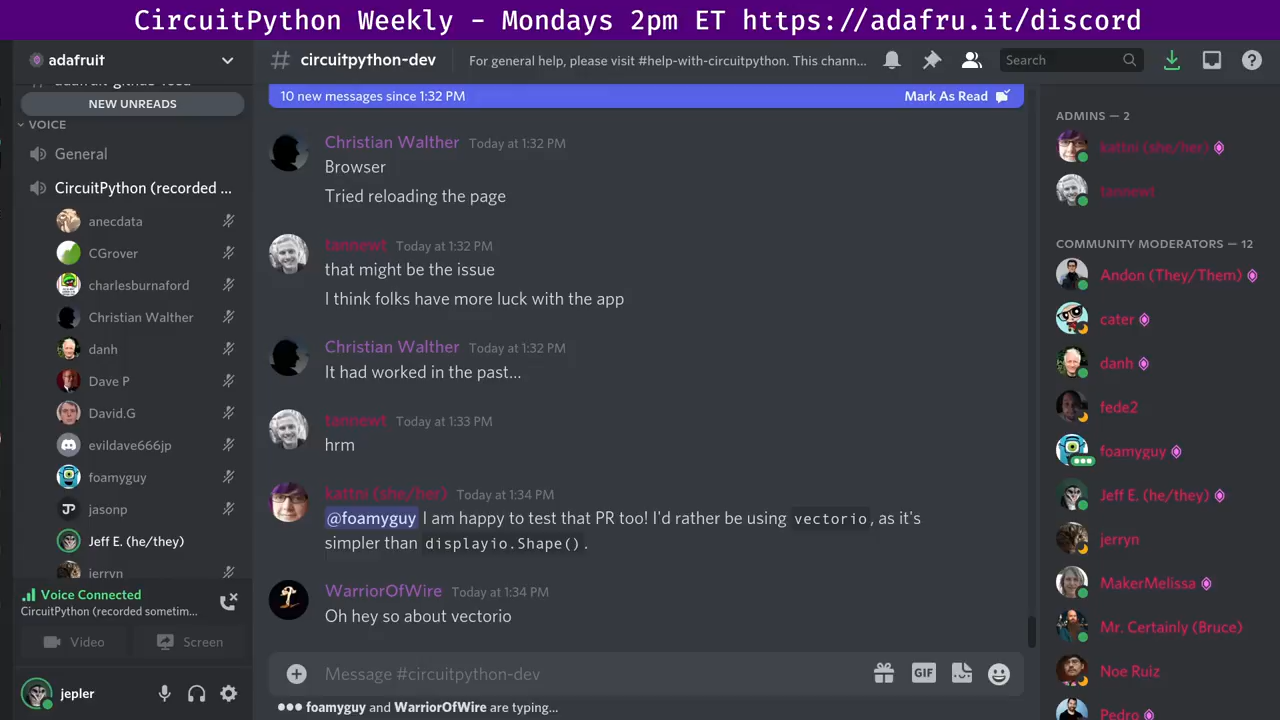 CircuitPython Weekly - Mondays 2pm ET https://adafru.it/discord
adafruit
NEW UNREADS
VOICE
General
CircuitPython (recorded ...
anecdata
CGrover
charlesburnaford
Christian Walther
danh
Dave P
David.G
evildave666jp
foamyguy
jasonp
Jeff E. (he/they)
jerryn
Voice Connected
CircuitPython (recorded sometim...
Video
Screen
jepler
# circuitpython-dev
For general help, please visit #help-with-circuitpython. This chann...
Search
10 new messages since 1:32 PM
Mark As Read
Christian Walther Today at 1:32 PM
Browser
Tried reloading the page
tannewt Today at 1:32 PM
that might be the issue
I think folks have more luck with the app
Christian Walther Today at 1:32 PM
It had worked in the past...
tannewt Today at 1:33 PM
hrm
kattni (she/her) Today at 1:34 PM
@foamyguy I am happy to test that PR too! I'd rather be using vectorio, as it's
simpler than displayio.Shape().
WarriorOfWire Today at 1:34 PM
Oh hey so about vectorio
GIF
Message #circuitpython-dev
foamyguy and WarriorOfWire are typing...
ADMINS — 2
kattni (she/her)
tannewt
COMMUNITY MODERATORS — 12
Andon (They/Them)
cater
danh
fede2
foamyguy
Jeff E. (he/they)
jerryn
MakerMelissa
Mr. Certainly (Bruce)
Noe Ruiz
Pedro